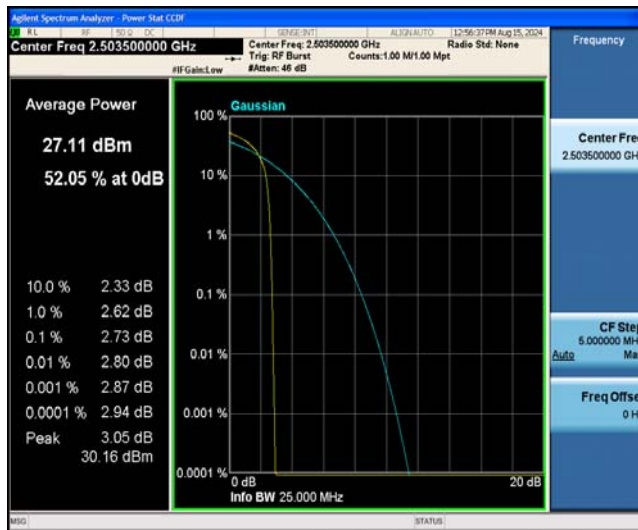 Agilent Spectrum Analyzer - Power Stat CCDF
RL RF 50 Ω DC SENSE:INT ALIGN AUTO 12:56:37 PM Aug 15, 2024
Center Freq 2.503500000 GHz
Center Freq: 2.503500000 GHz
Radio Std: None
Trig: RF Burst
Counts:1.00 M/1.00 Mpt
#IFGain:Low
#Atten: 46 dB
Frequency
Average Power
27.11 dBm
52.05 % at 0dB
10.0 % 2.33 dB
1.0 % 2.62 dB
0.1 % 2.73 dB
0.01 % 2.80 dB
0.001 % 2.87 dB
0.0001 % 2.94 dB
Peak 3.05 dB
30.16 dBm
Gaussian
100 %
10 %
1 %
0.1 %
0.01 %
0.001 %
0.0001 %
0 dB
20 dB
Info BW 25.000 MHz
Center Fre
2.503500000 GH
CF Step
5.000000 MH
Auto Ma
Freq Offse
0 H
MSG
STATUS